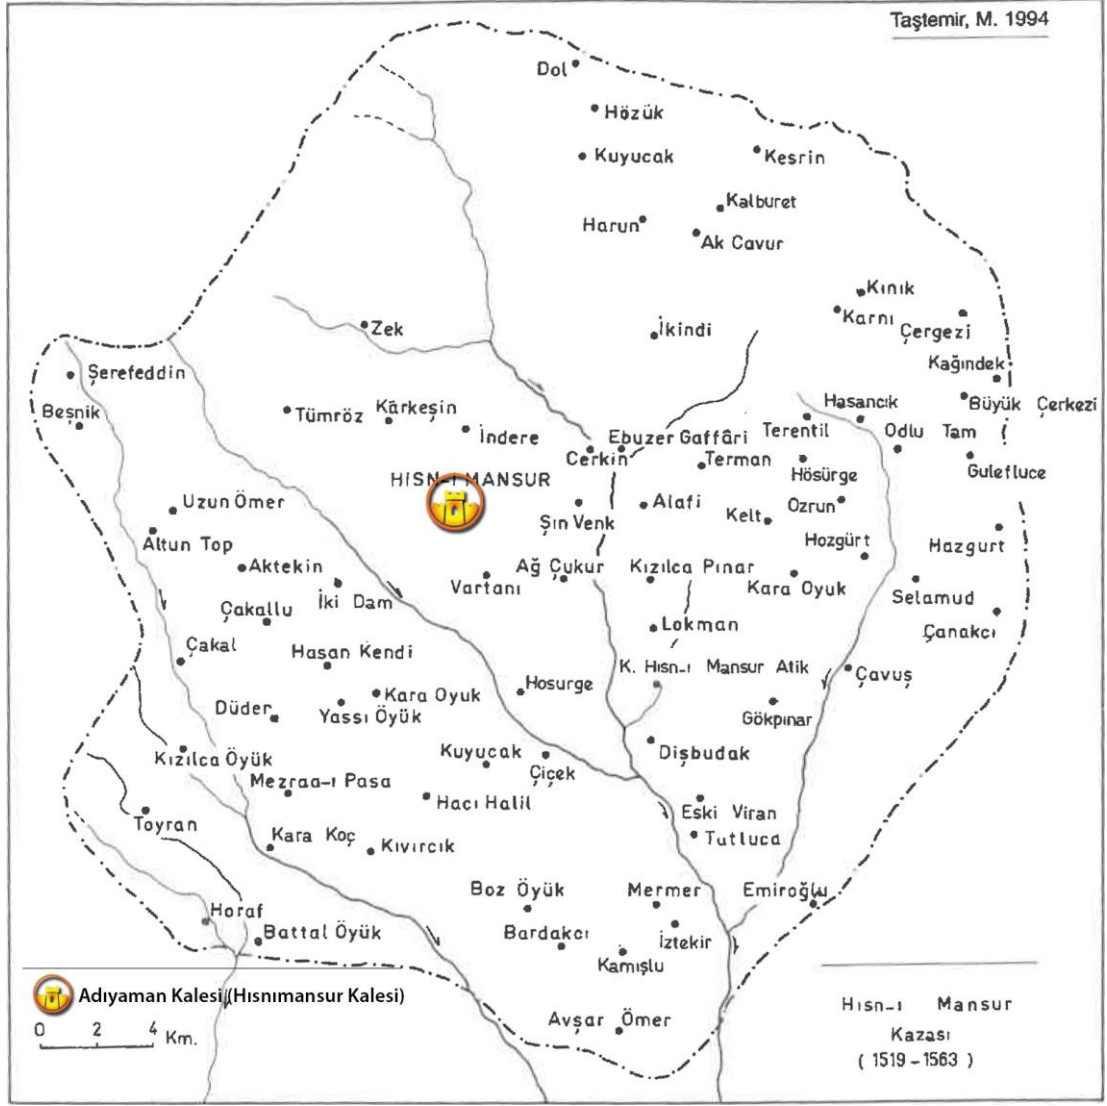 Taştemir, M. 1994
Dol
Hözük
Kuyucak
Kesrin
Kalburet
Harun
Ak Cavur
Kınık
Karnı
Çergezi
Zek
İkindi
Kağındek
Şerefeddin
Büyük Çerkezi
Hasancık
Beşnik
Tümröz
Karkeşin
İndere
Ebuzer Gaffâri
Terentil
Odlu Tam
Cerkin
Terman
Hösürge
Gulefluce
HISN-I MANSUR
Uzun Ömer
Alafi
Ozrun
Kelt
Şın Venk
Altun Top
Hozgürt
Mazgurt
Aktekin
Ağ Çukur
Kızılca Pınar
Vartanı
Kara Oyuk
İki Dam
Selamud
Çakallu
Lokman
Çanakcı
Çakal
Hasan Kendi
K. Hısn-ı Mansur Atik
Çavuş
Hosurge
Kara Oyuk
Düder
Yassı Öyük
Gökpınar
Kuyucak
Dişbudak
Kızılca Öyük
Çiçek
Mezraa-ı Pasa
Hacı Halil
Eski Viran
Toyran
Kara Koç
Kıvırcık
Tutluca
Boz Öyük
Mermer
Emiroğlu
Horaf
Battal Öyük
Bardakcı
İztekir
Kamışlu
Adıyaman Kalesi (Hısnımansur Kalesi)
Avşar Ömer
0 2 4 Km.
Hısn-ı Mansur
Kazası
( 1519 - 1563 )